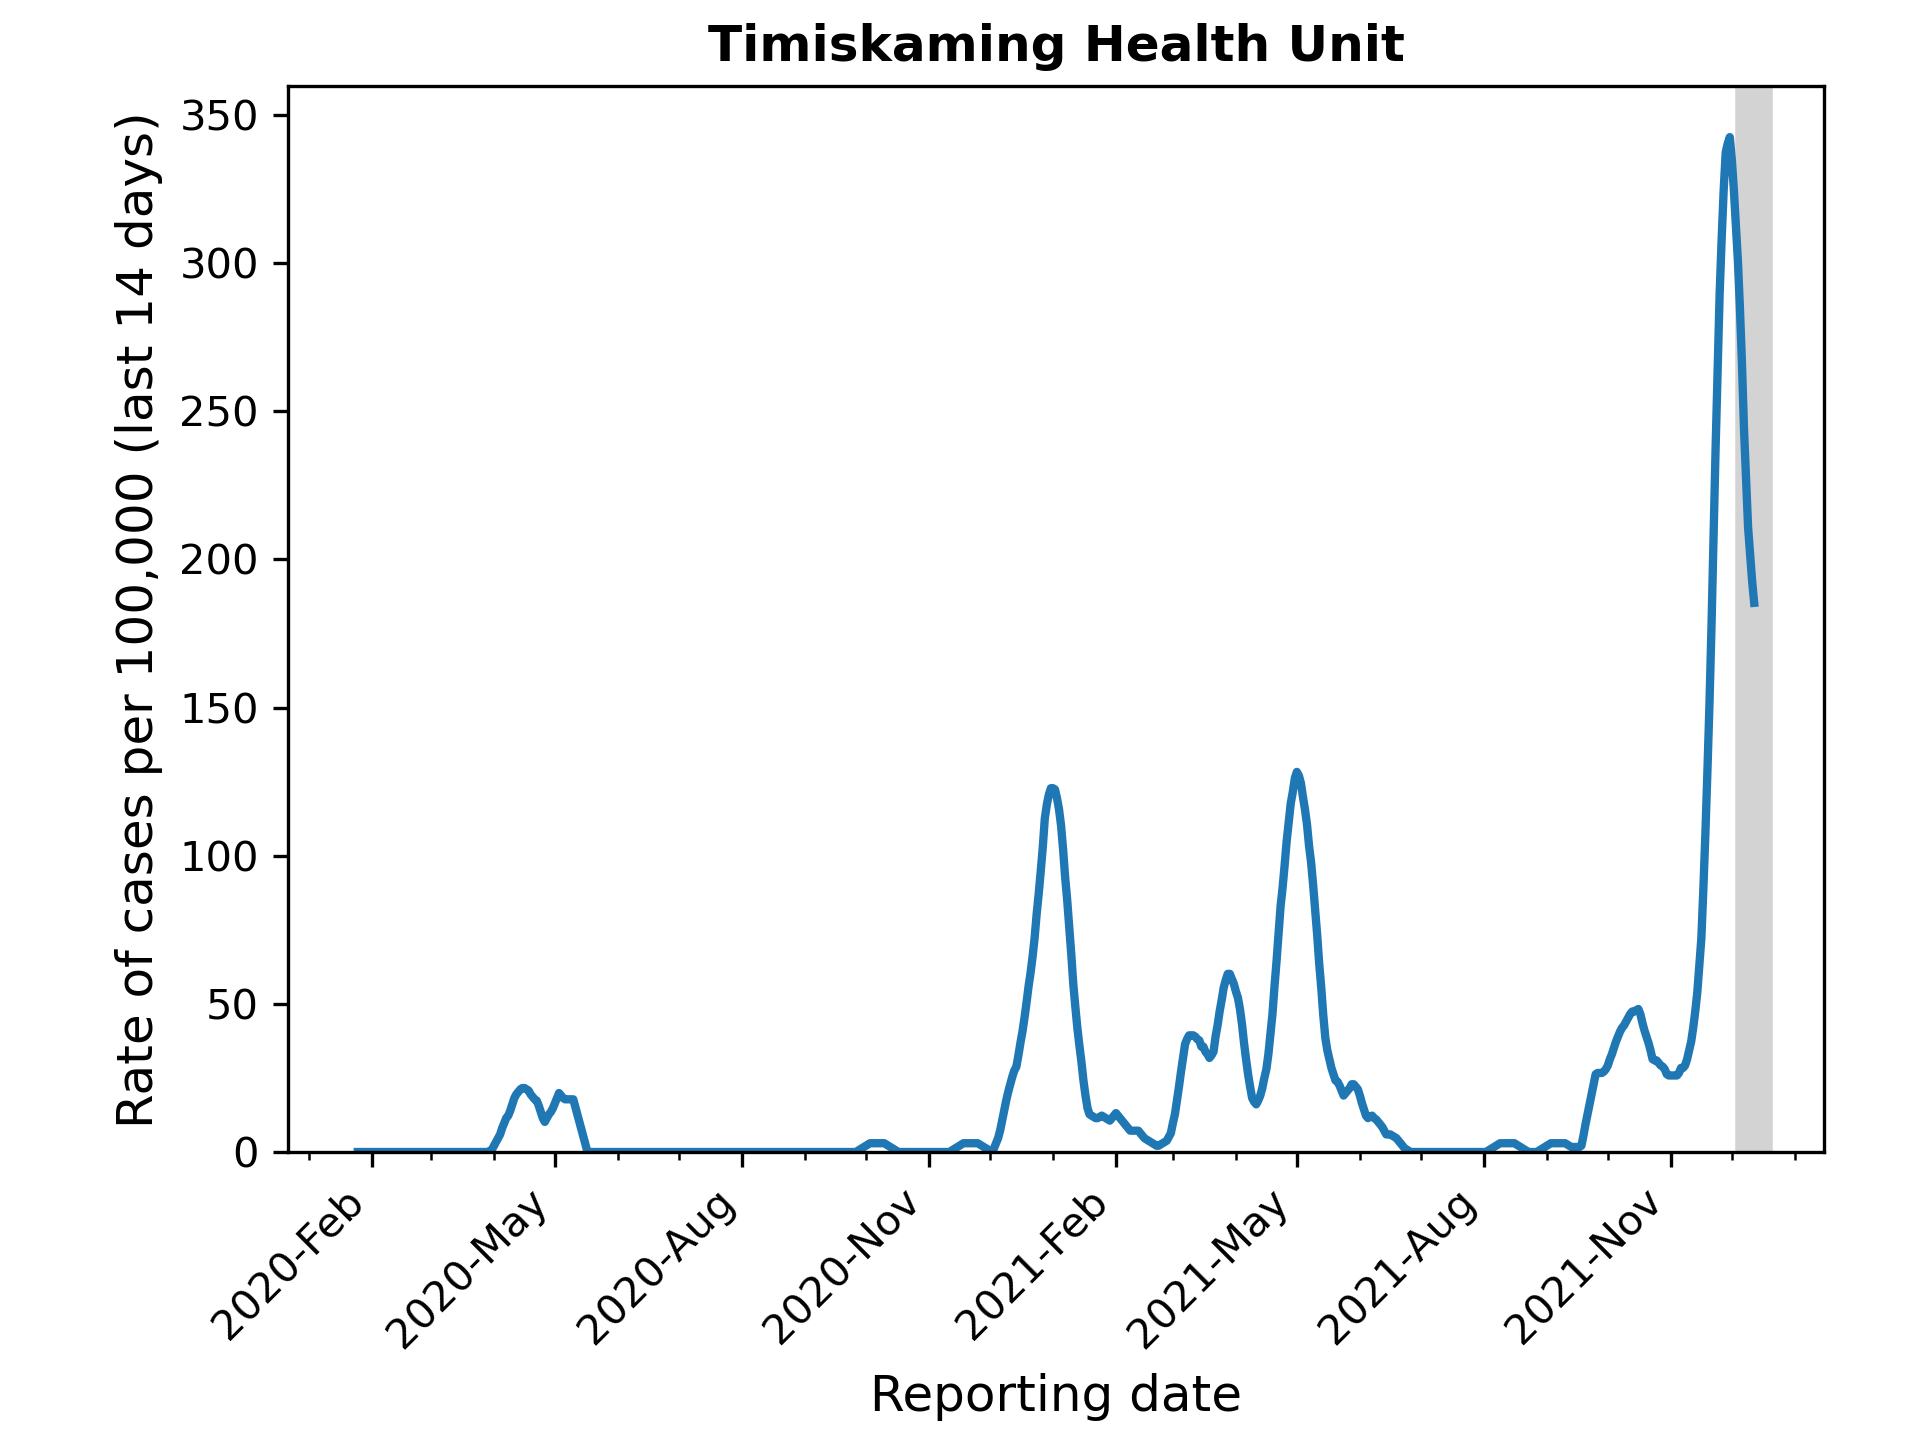 Timiskaming Health Unit
Rate of cases per 100,000 (last 14 days)
350
300
250
200
150
100
50
0
2020-Feb
2020-May
2020-Aug
2020-Nov
2021-Feb
2021-May
2021-Aug
2021-Nov
Reporting date